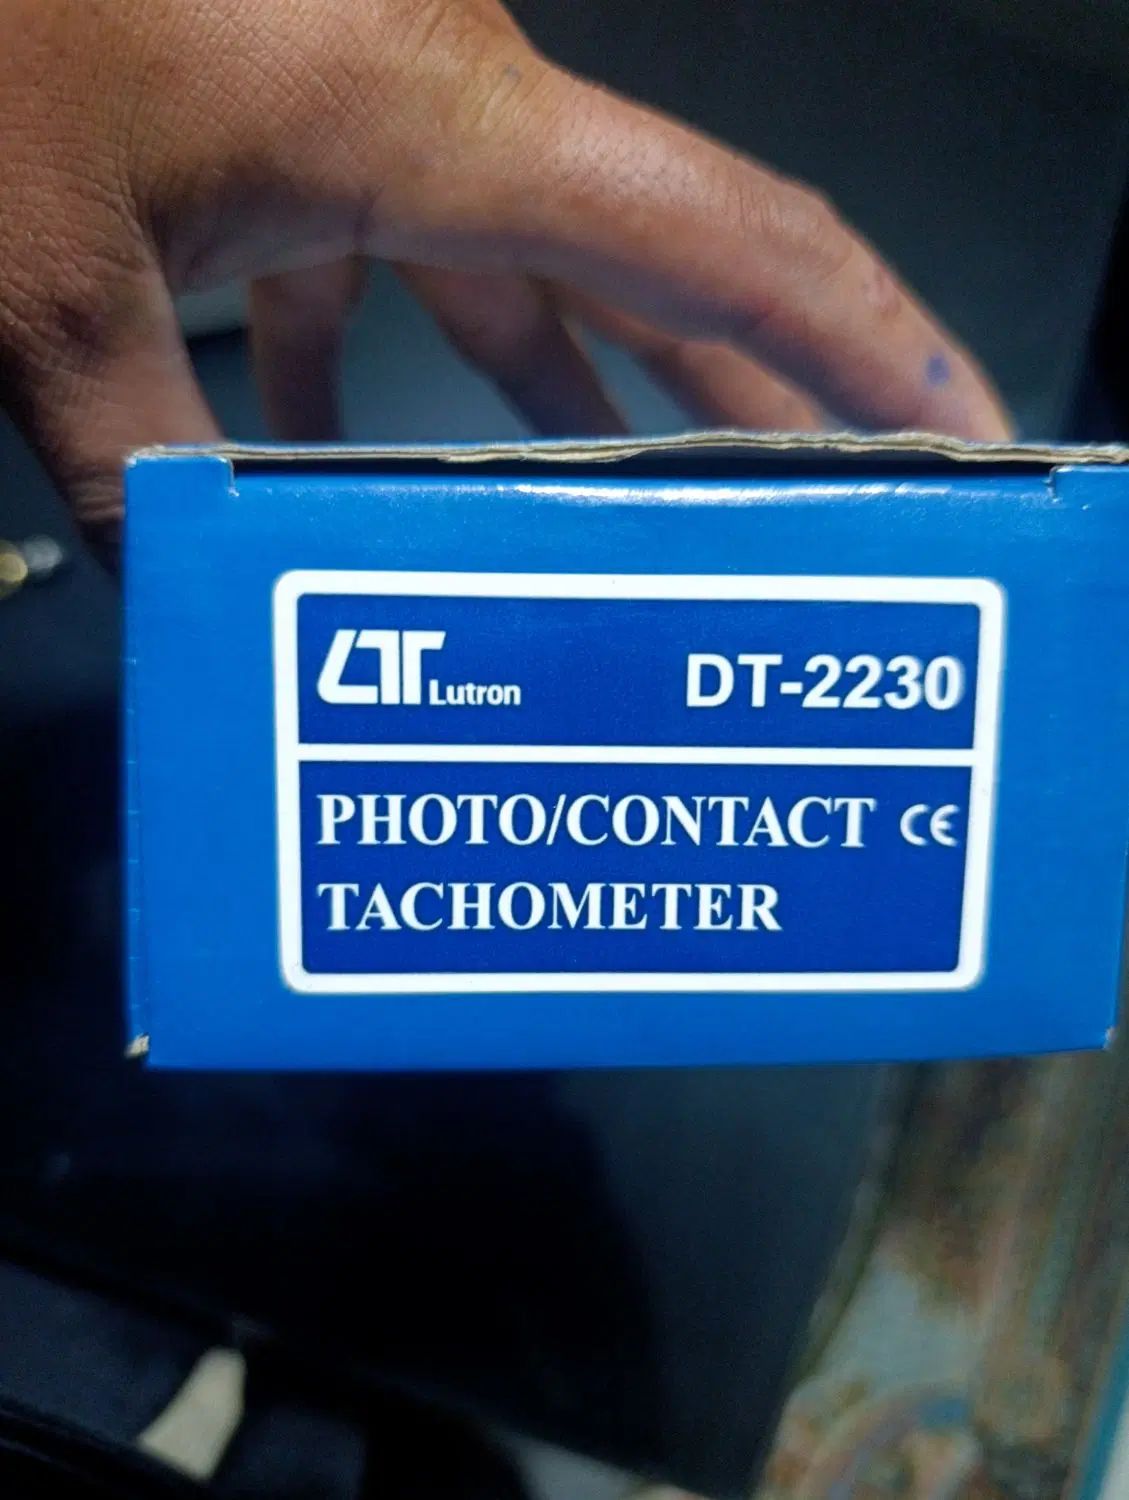 LT Lutron DT-2230
PHOTO/CONTACT CE
TACHOMETER